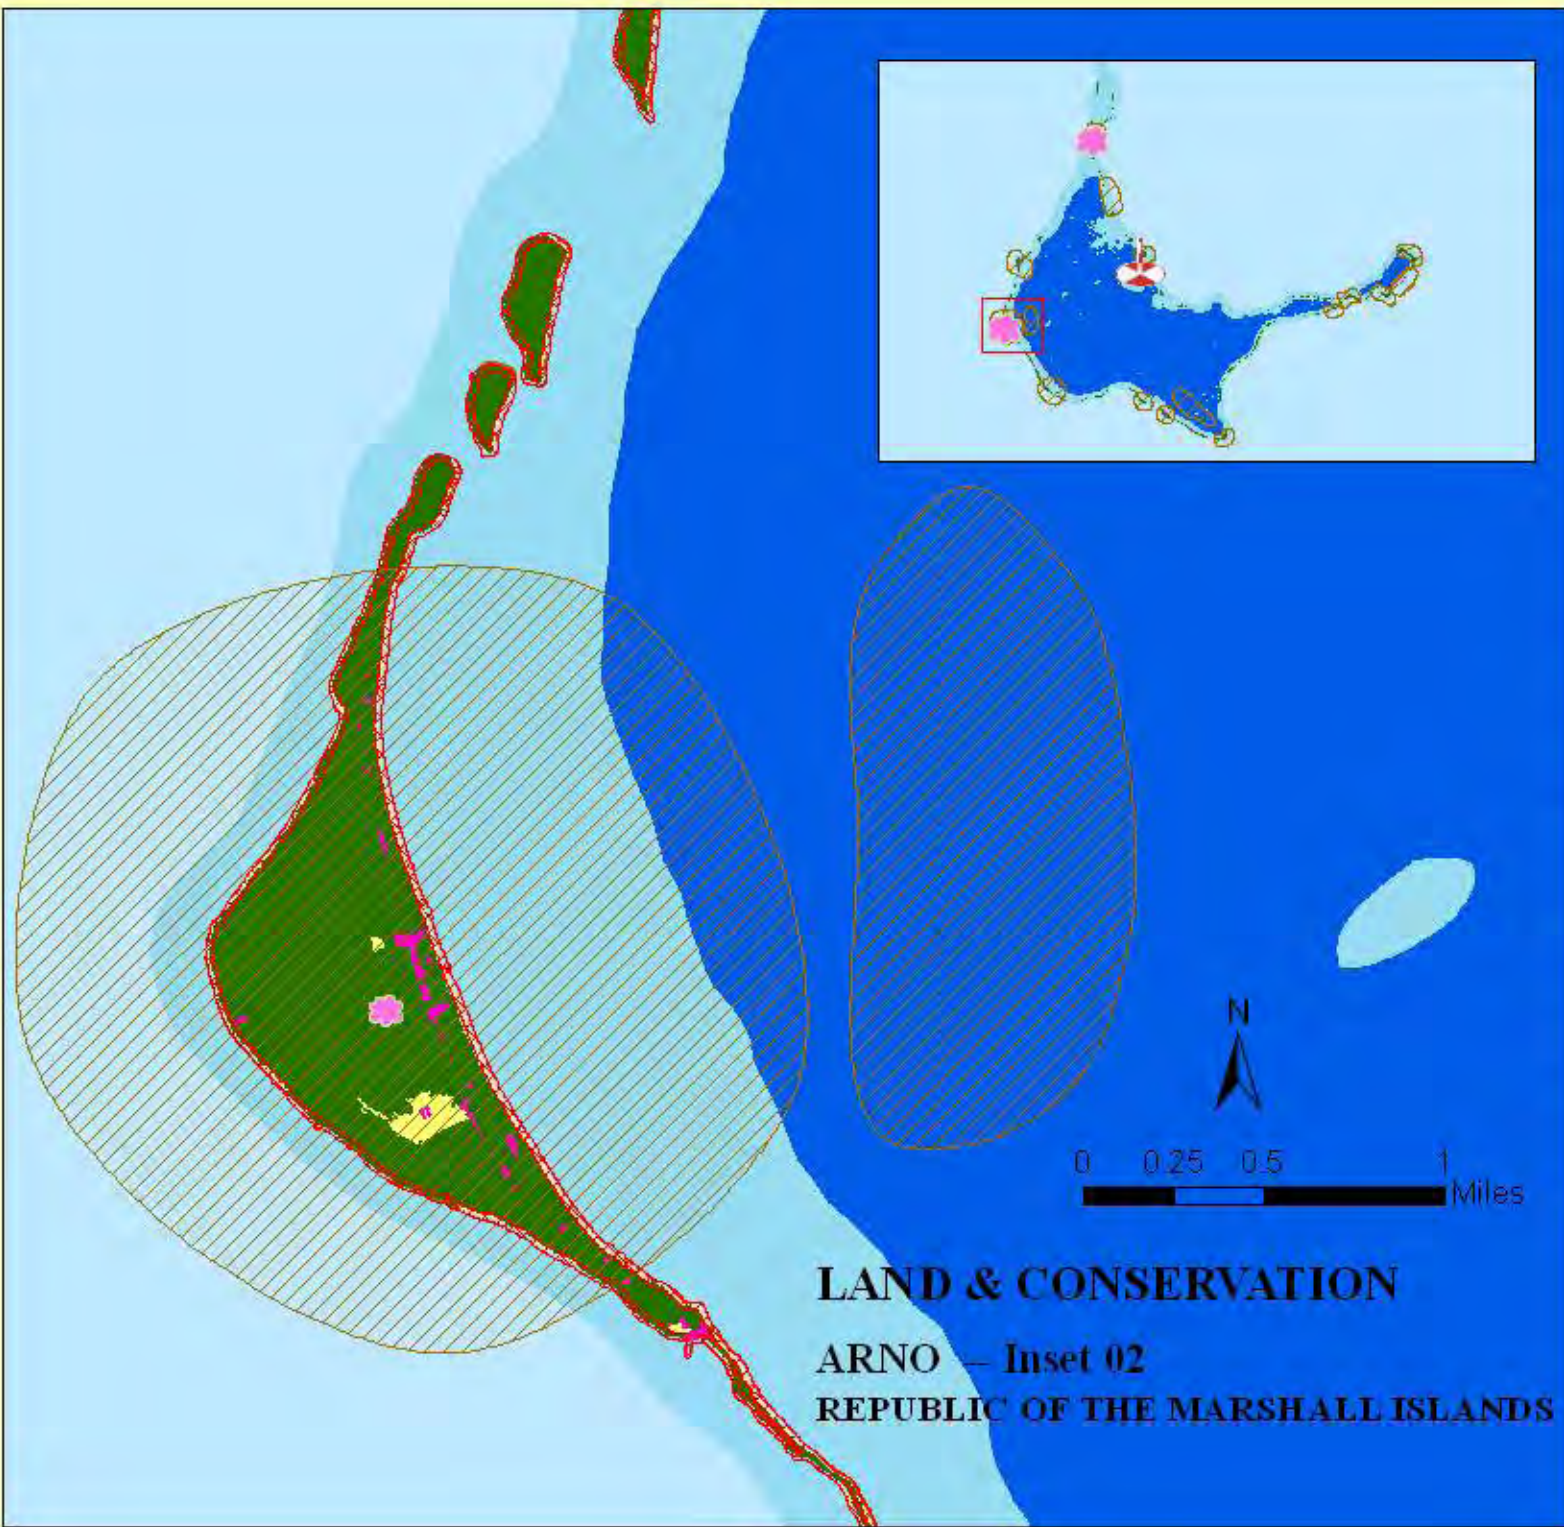 N
0 0.25 0.5 1
Miles
LAND & CONSERVATION
ARNO – Inset 02
REPUBLIC OF THE MARSHALL ISLANDS